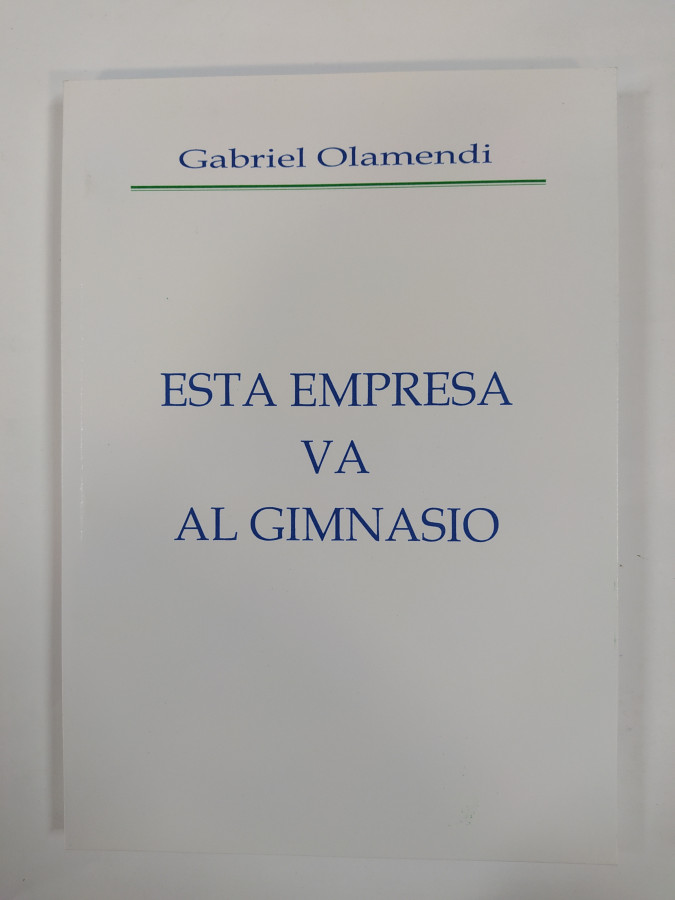 Gabriel Olamendi
ESTA EMPRESA
VA
AL GIMNASIO